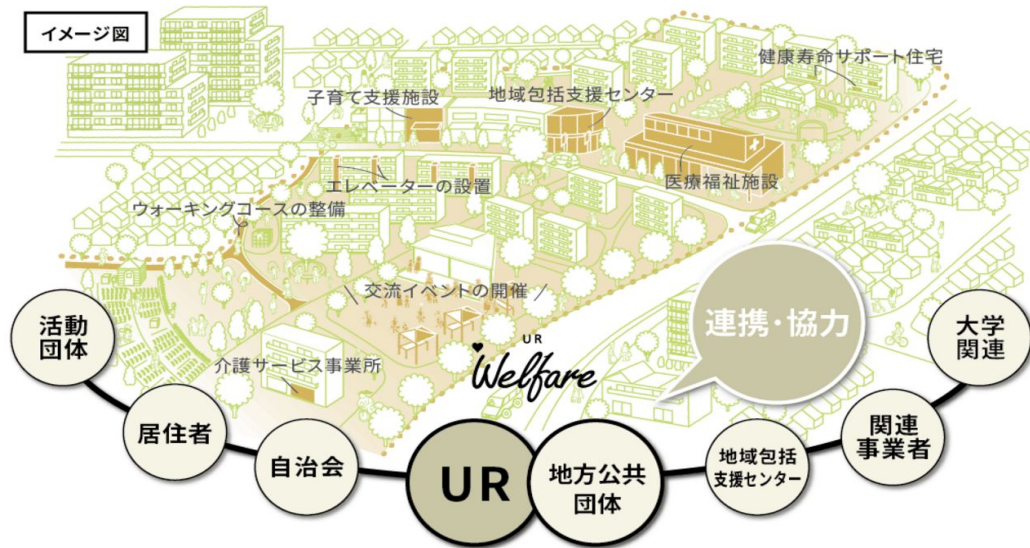 イメージ図
健康寿命サポート住宅
子育て支援施設
地域包括支援センター
エレベーターの設置
医療福祉施設
ウォーキングコースの整備
交流イベントの開催
介護サービス事業所
UR
Welfare
連携・協力
活動
団体
居住者
自治会
UR
地方公共
団体
地域包括
支援センター
関連
事業者
大学
関連